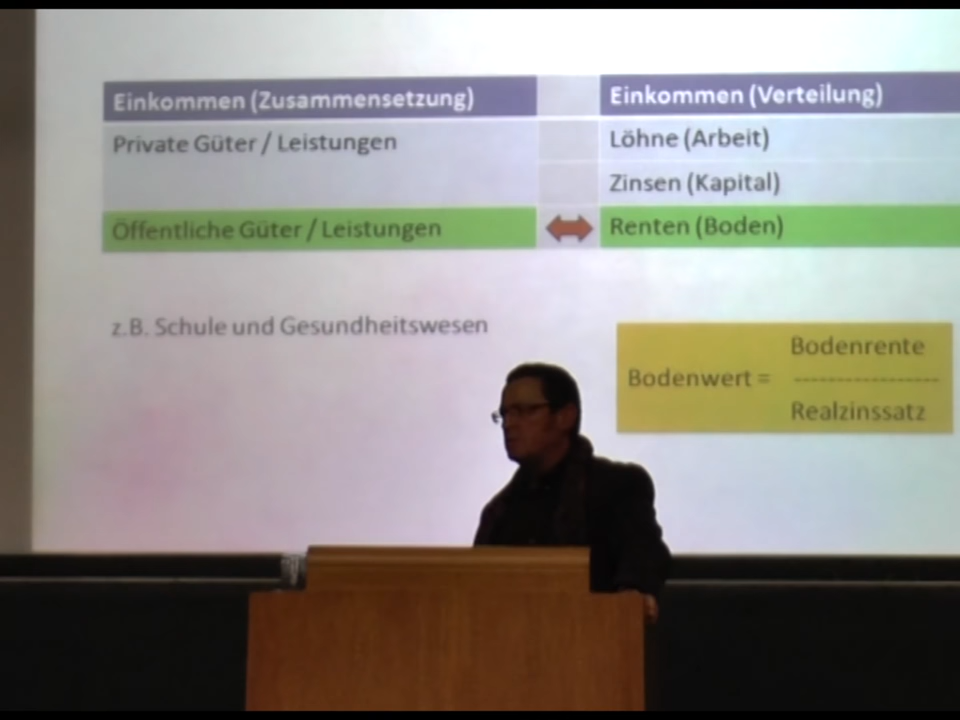 Einkommen (Zusammensetzung)
Einkommen (Verteilung)
Private Güter / Leistungen
Löhne (Arbeit)
Zinsen (Kapital)
Öffentliche Güter / Leistungen
Renten (Boden)
z.B. Schule und Gesundheitswesen
Bodenrente
Bodenwert = -----------------
Realzinssatz